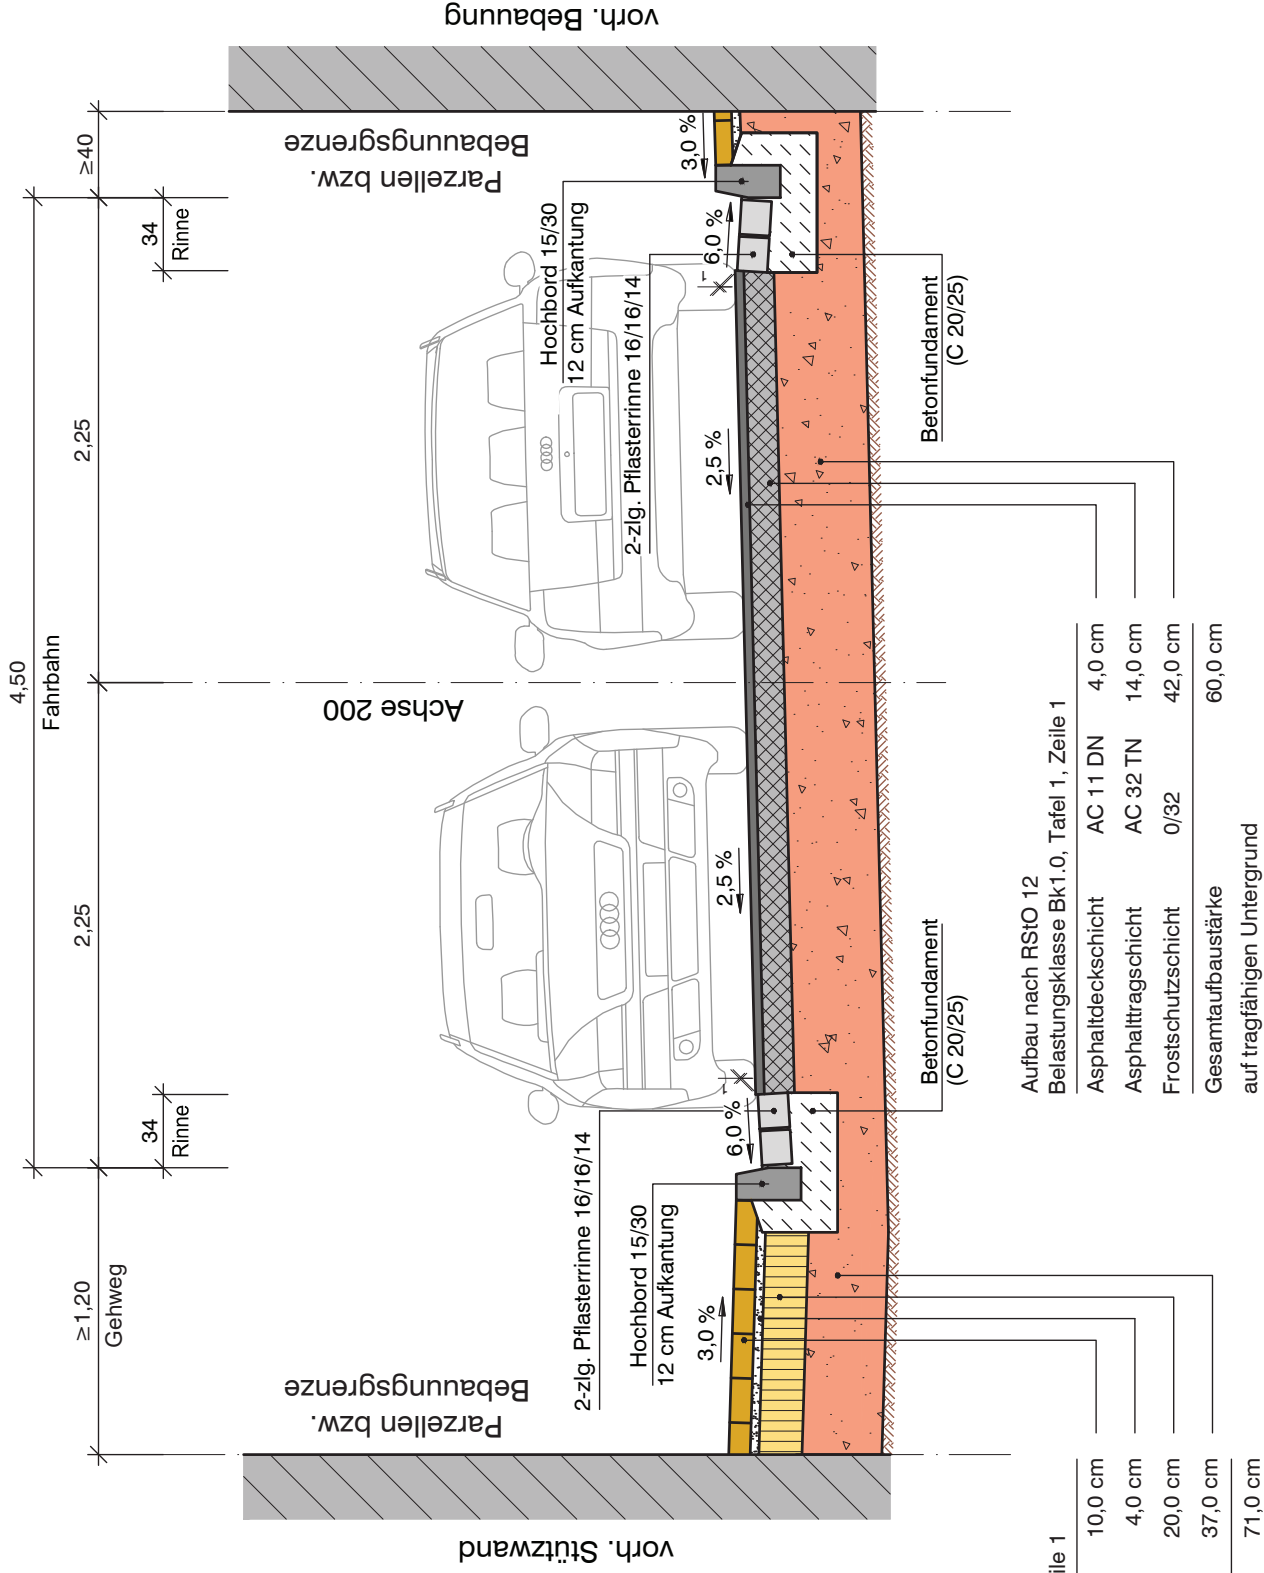 4,50
Fahrbahn
≥1,20
Gehweg
2,25
2,25
≥40
34
Rinne
34
Rinne
vorh. Stützwand
Parzellen bzw.
Bebauungsgrenze
Achse 200
Parzellen bzw.
Bebauungsgrenze
vorh. Bebauung
2-zlg. Pflasterrinne 16/16/14
Hochbord 15/30
12 cm Aufkantung
3,0 %
6,0 %
1
2,5 %
2,5 %
Hochbord 15/30
12 cm Aufkantung
2-zlg. Pflasterrinne 16/16/14
1
6,0 %
3,0 %
Betonfundament
(C 20/25)
Betonfundament
(C 20/25)
ile 1
10,0 cm
4,0 cm
20,0 cm
37,0 cm
71,0 cm
Aufbau nach RStO 12
Belastungsklasse Bk1.0, Tafel 1, Zeile 1
Asphaltdeckschicht AC 11 DN 4,0 cm
Asphalttragschicht AC 32 TN 14,0 cm
Frostschutzschicht 0/32 42,0 cm
Gesamtaufbaustärke 60,0 cm
auf tragfähigen Untergrund